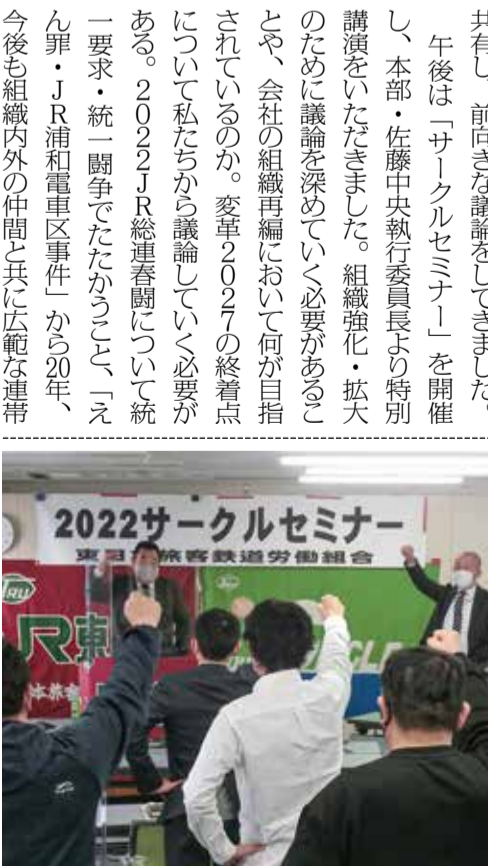 共有し、前向きな議論をしてきました。
午後は「サークルセミナー」を開催
し、本部・佐藤中央執行委員長より特別
講演をいただきました。組織強化・拡大
のために議論を深めていく必要があるこ
とや、会社の組織再編において何が目指
されているのか。変革2027の終着点
について私たちから議論していく必要が
ある。2022JR総連春闘について統
一要求・統一闘争でたたかうこと、「え
ん罪・JR浦和電車区事件」から20年、
今後も組織内外の仲間と共に広範な連帯
2022サークルセミナー
東日本旅客鉄道労働組合
JRU
JR東